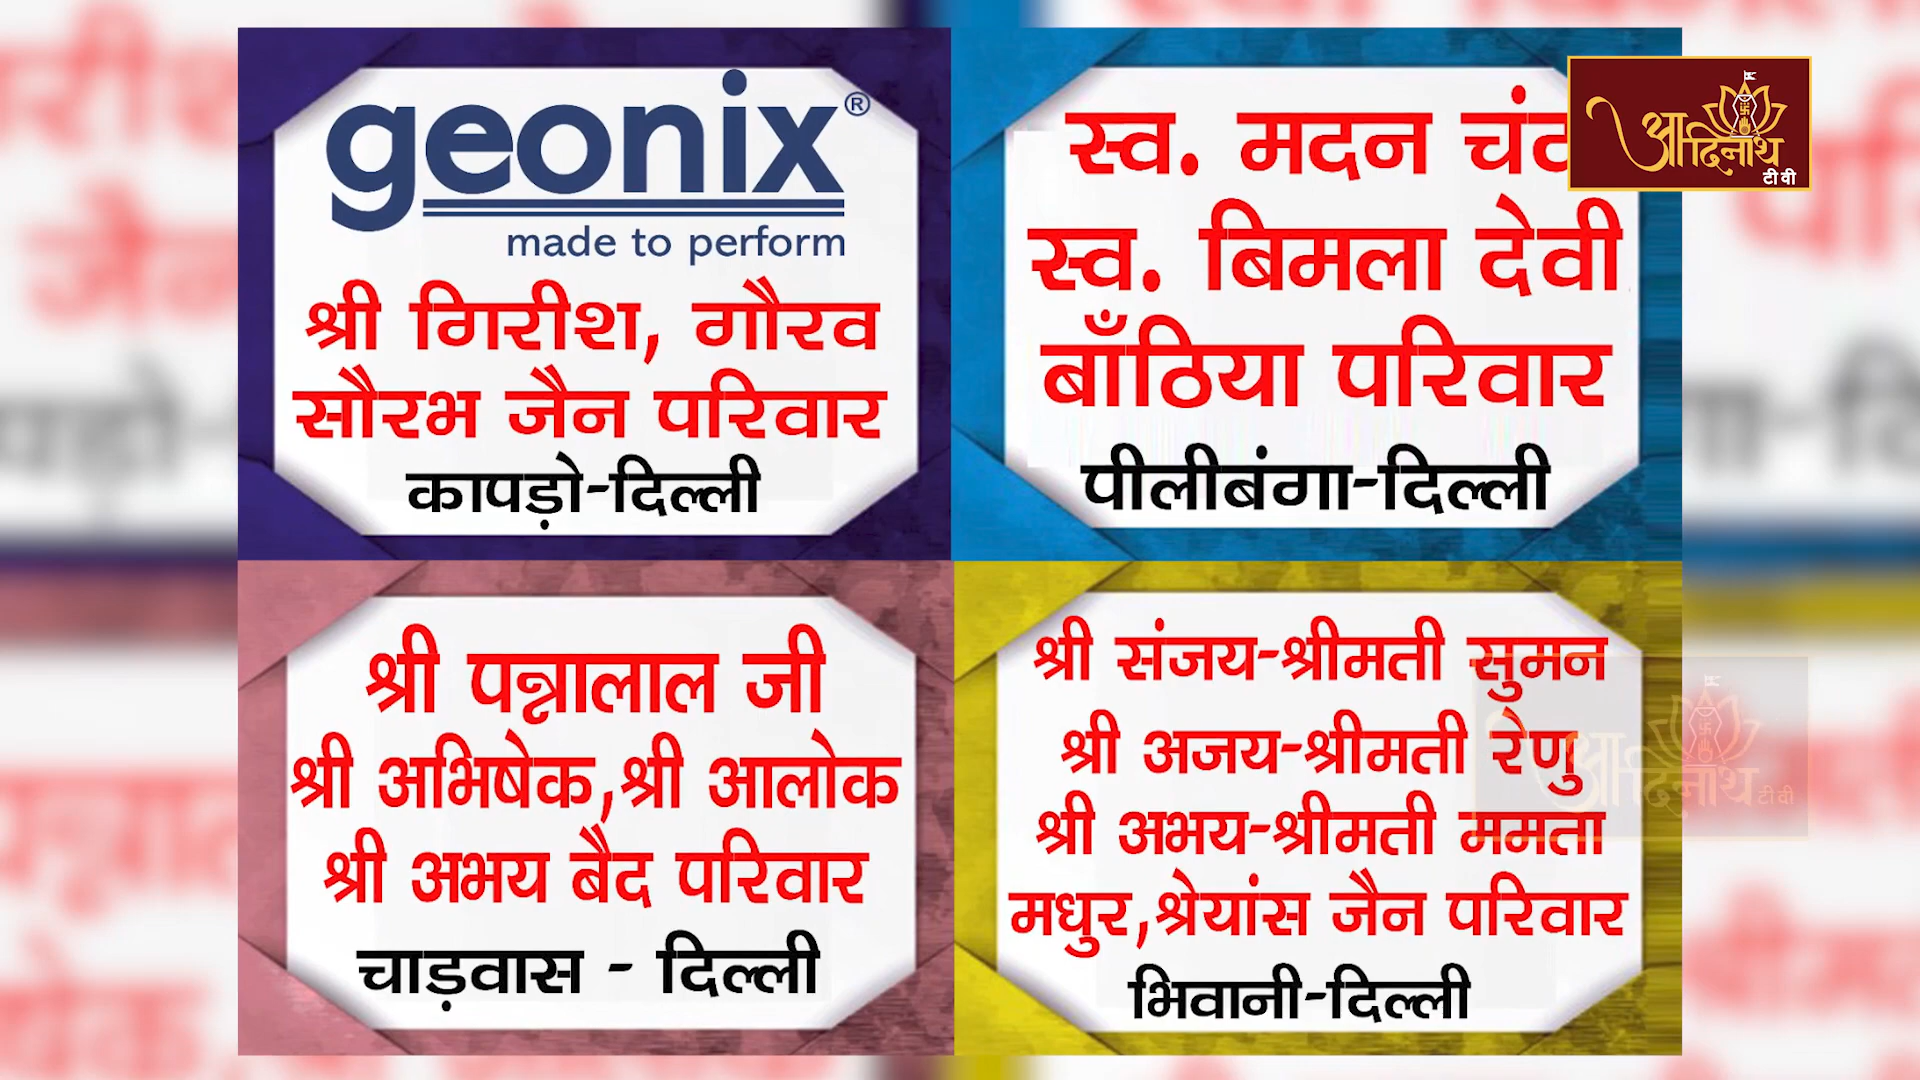 geonix®
made to perform
श्री गिरीश, गौरव
सौरभ जैन परिवार
कापड़ो-दिल्ली
स्व. मदन
स्व. बिमला देवी
बाँठिया परिवार
पीलीबंगा-दिल्ली
आदिनाथ
टी वी
श्री पन्नालाल जी
श्री अभिषेक,श्री आलोक
श्री अभय बैद परिवार
चाड़वास - दिल्ली
श्री संजय-श्रीमती सुमन
श्री अजय-श्रीमती रेणु
श्री अभय-श्रीमती ममता
मधुर,श्रेयांस जैन परिवार
भिवानी-दिल्ली
आदिनाथ टी वी